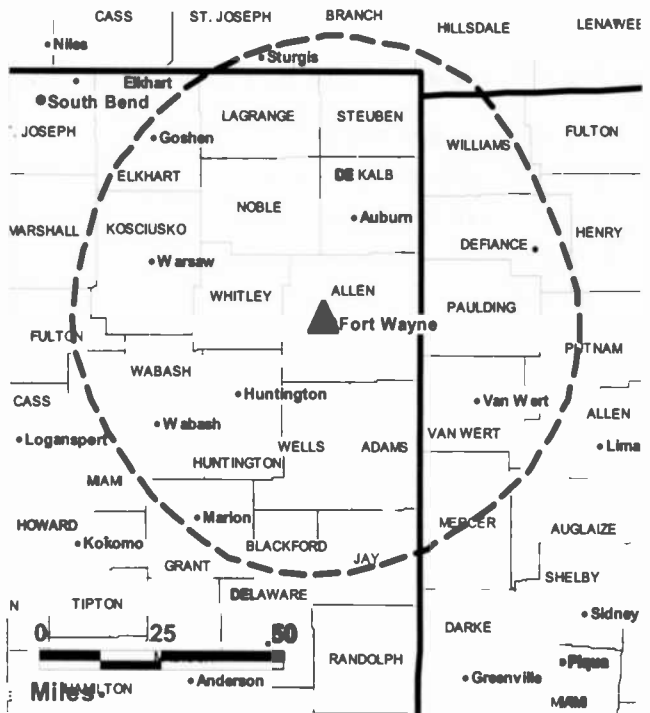 CASS
ST. JOSEPH
BRANCH
HILLSDALE
LENAWEE
Niles
Sturgis
Elkhart
South Bend
LAGRANGE
STEUBEN
JOSEPH
Goshen
WILLIAMS
FULTON
ELKHART
DE KALB
NOBLE
Auburn
MARSHALL
KOSCIUSKO
DEFIANCE
HENRY
Warsaw
WHITLEY
ALLEN
PAULDING
Fort Wayne
FULTON
PUTNAM
WABASH
CASS
Huntington
Van Wert
ALLEN
Wabash
Logansport
WELLS
ADAMS
VAN WERT
Lima
HUNTINGTON
MIAM
HOWARD
Marion
MERCER
AUGLAIZE
Kokomo
BLACKFORD
JAY
GRANT
SHELBY
DELAWARE
N
TIPTON
Sidney
DARKE
0 25 50
RANDOLPH
Piqua
Greenville
Miles
HAMILTON
Anderson
MIAMI